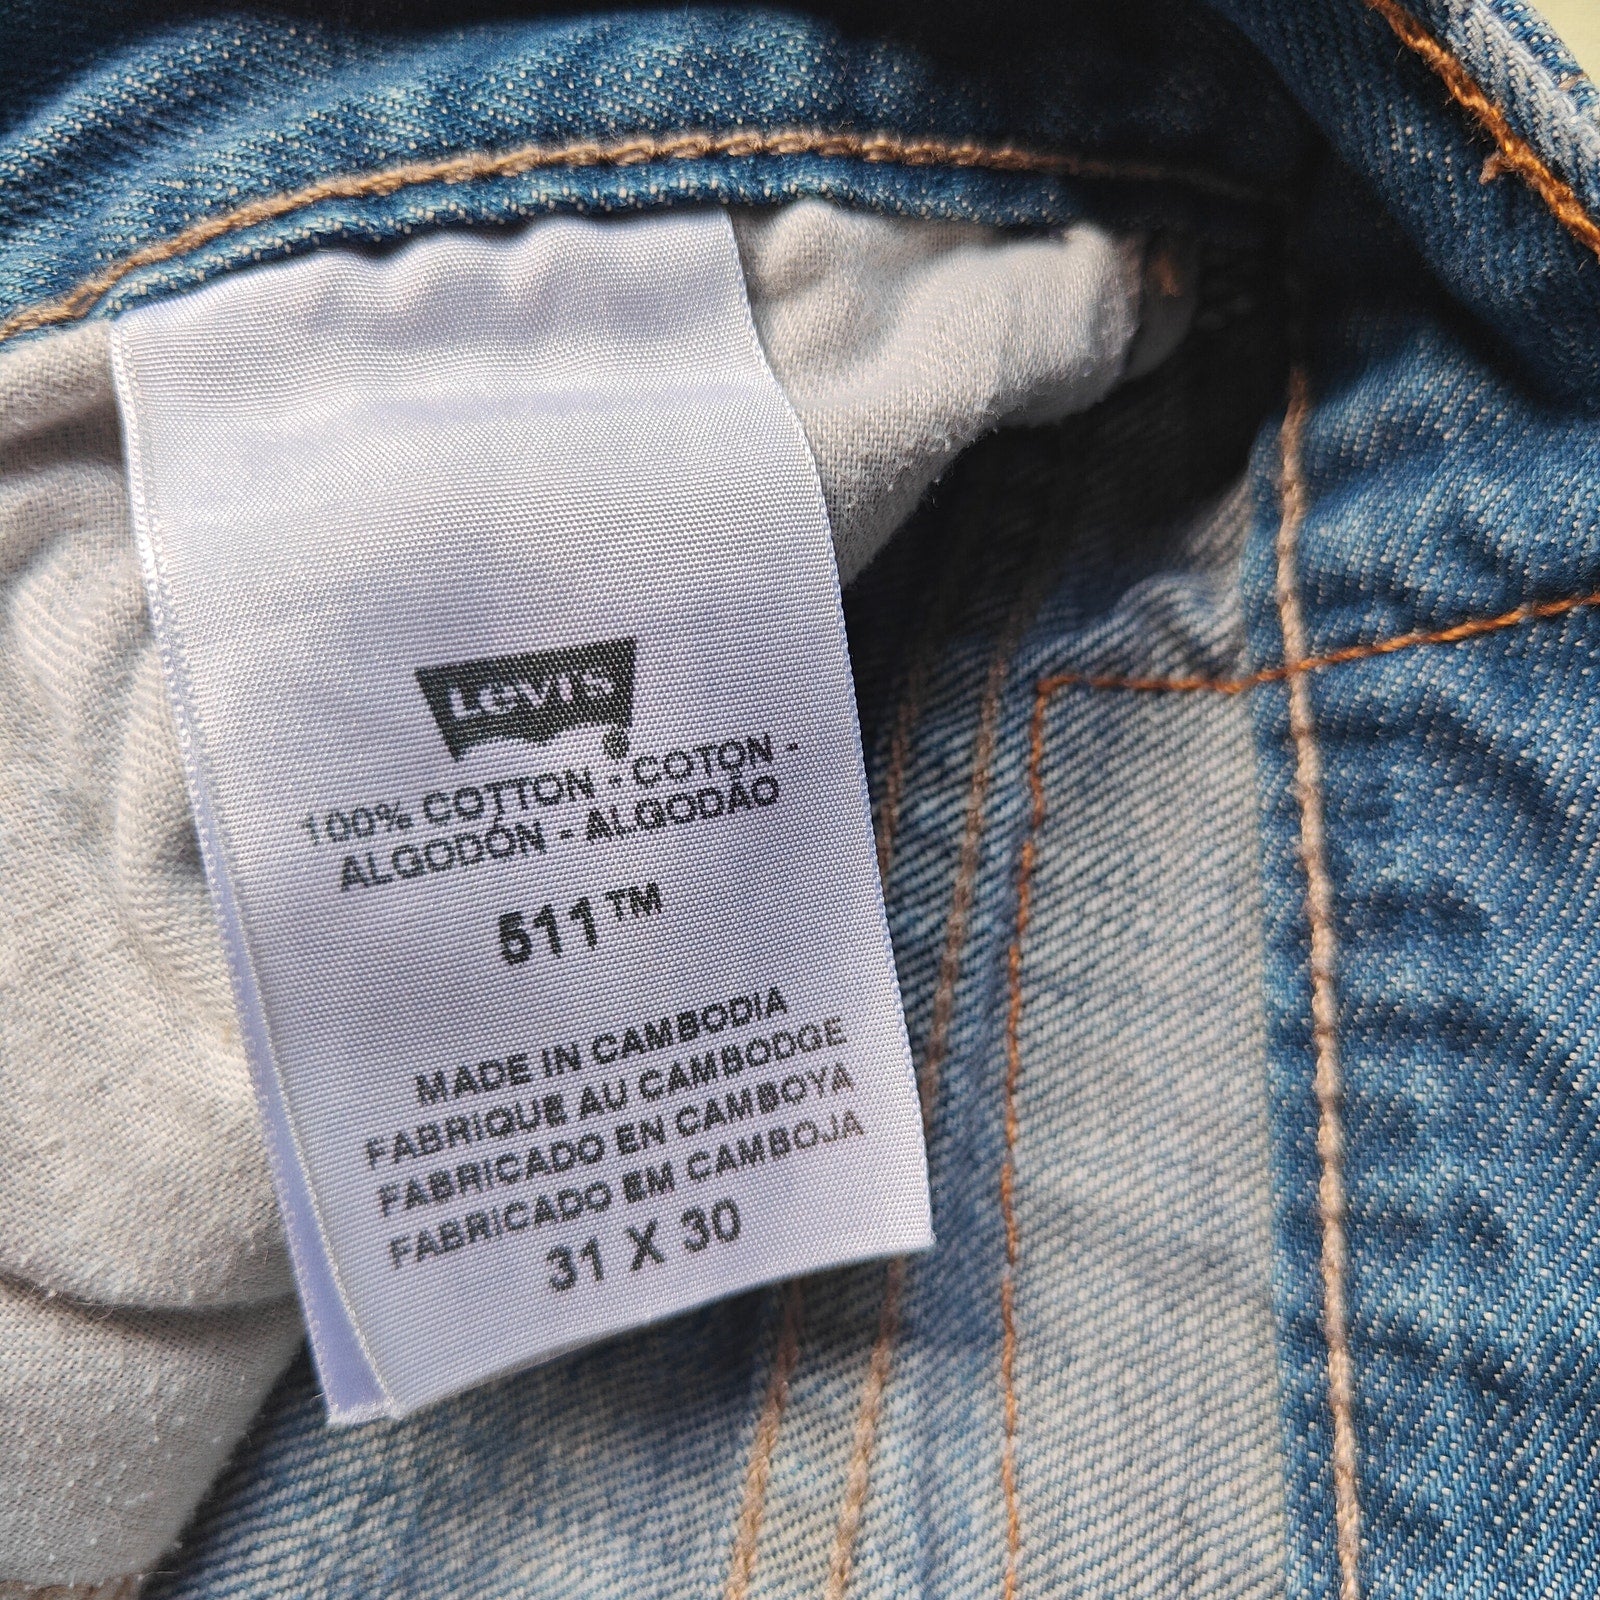 Levi's
®
100% COTTON - COTON -
ALGODÓN - ALGODÃO
511™
MADE IN CAMBODIA
FABRIQUE AU CAMBODGE
FABRICADO EN CAMBOYA
FABRICADO EM CAMBOJA
31 X 30